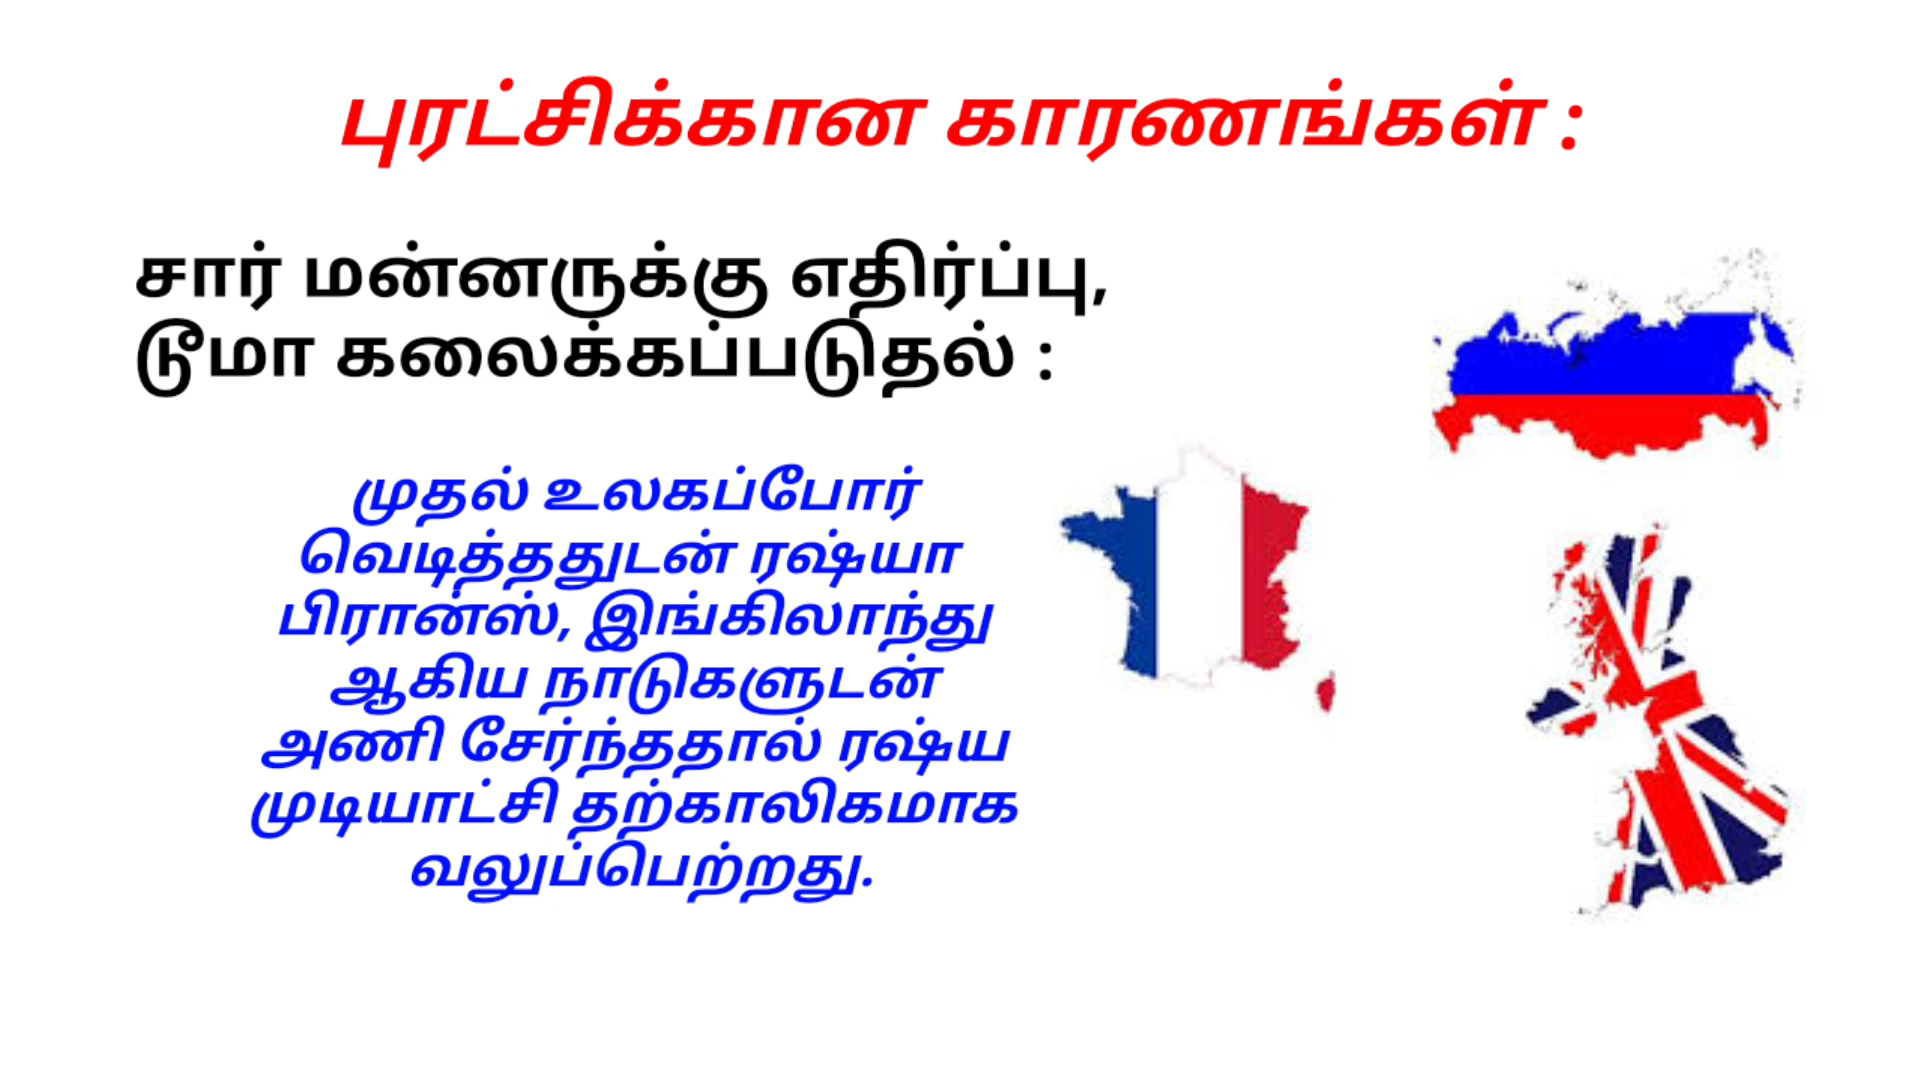 புரட்சிக்கான காரணங்கள் :
சார் மன்னருக்கு எதிர்ப்பு,
டூமா கலைக்கப்படுதல் :
முதல் உலகப்போர்
வெடித்ததுடன் ரஷ்யா
பிரான்ஸ், இங்கிலாந்து
ஆகிய நாடுகளுடன்
அணி சேர்ந்ததால் ரஷ்ய
முடியாட்சி தற்காலிகமாக
வலுப்பெற்றது.